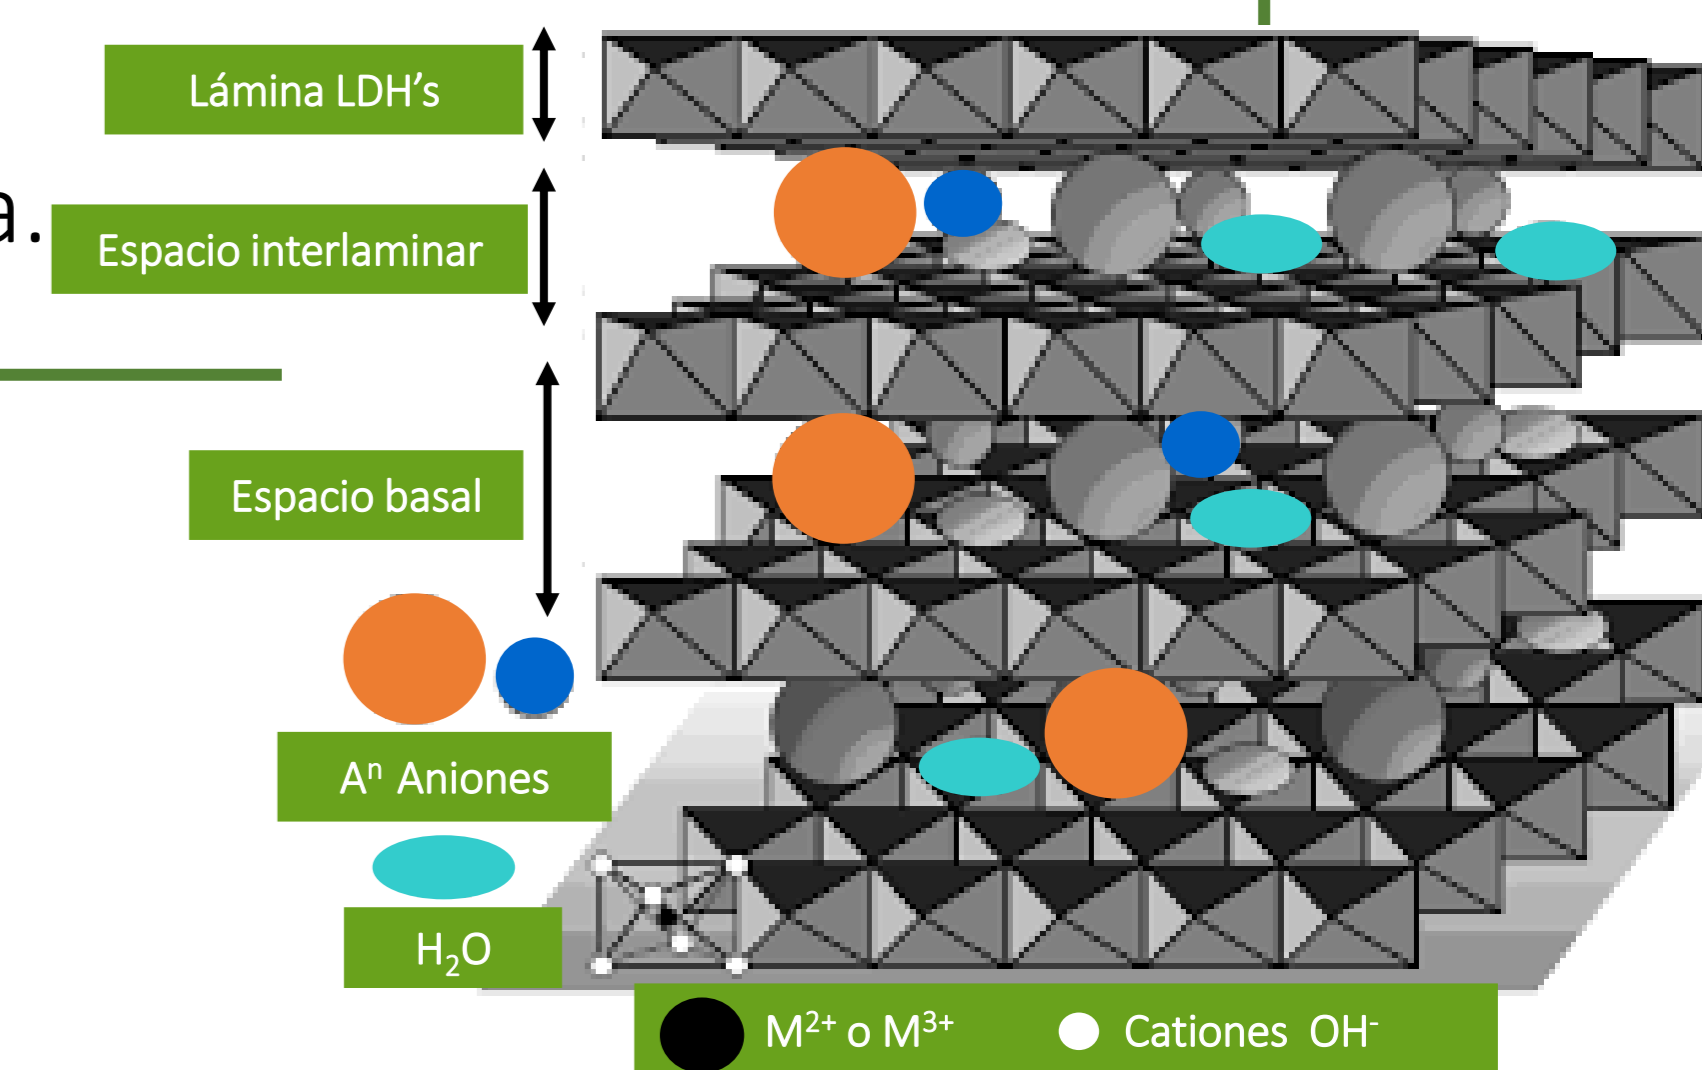 Lámina LDH's
a.
Espacio interlaminar
Espacio basal
Aⁿ Aniones
H₂O
M²⁺ o M³⁺
Cationes OH⁻